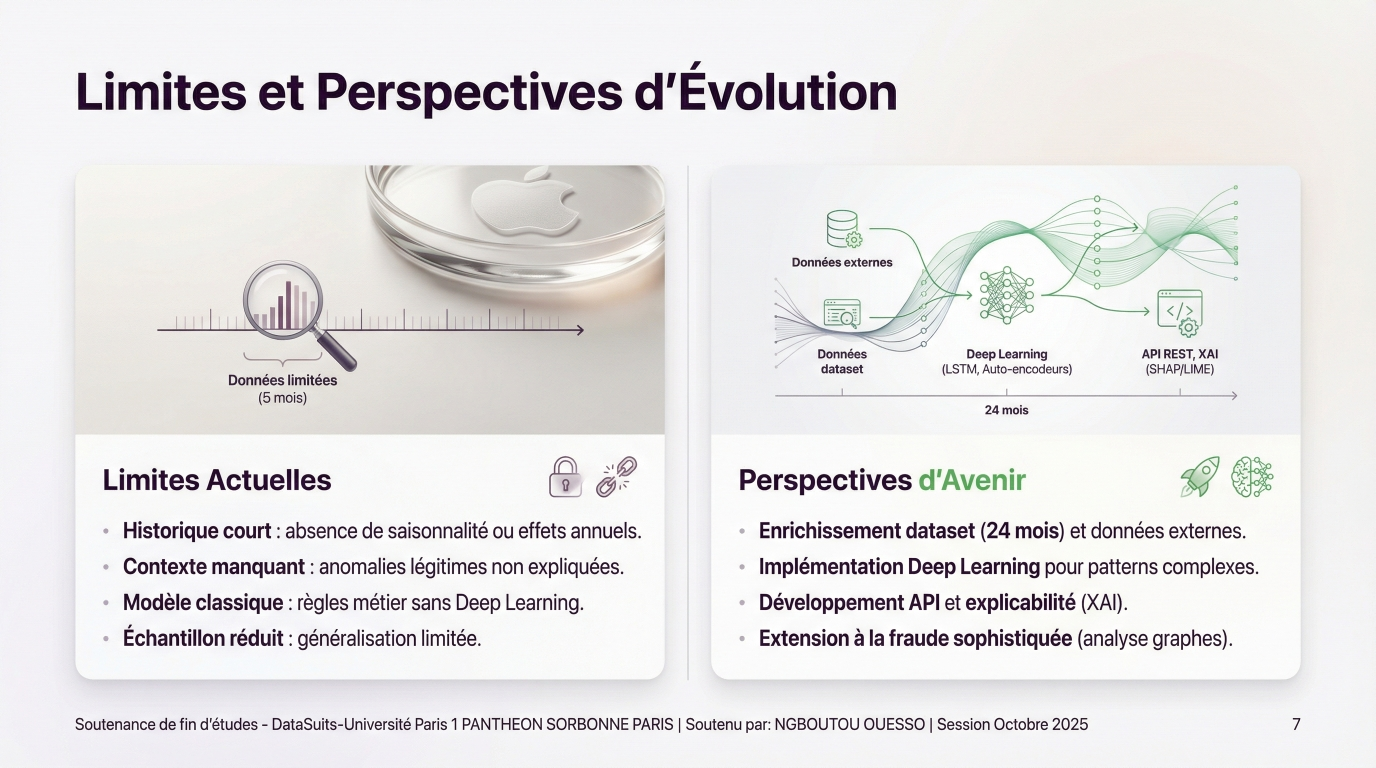 Limites et Perspectives d’Évolution
Données limitées
(5 mois)
Limites Actuelles
• Historique court : absence de saisonnalité ou effets annuels.
• Contexte manquant : anomalies légitimes non expliquées.
• Modèle classique : règles métier sans Deep Learning.
• Échantillon réduit : généralisation limitée.
Données externes
Données
dataset
Deep Learning
(LSTM, Auto-encodeurs)
API REST, XAI
(SHAP/LIME)
24 mois
Perspectives d’Avenir
• Enrichissement dataset (24 mois) et données externes.
• Implémentation Deep Learning pour patterns complexes.
• Développement API et explicabilité (XAI).
• Extension à la fraude sophistiquée (analyse graphes).
Soutenance de fin d’études - DataSuits-Université Paris 1 PANTHEON SORBONNE PARIS | Soutenu par: NGBOUTOU OUESSO | Session Octobre 2025
7